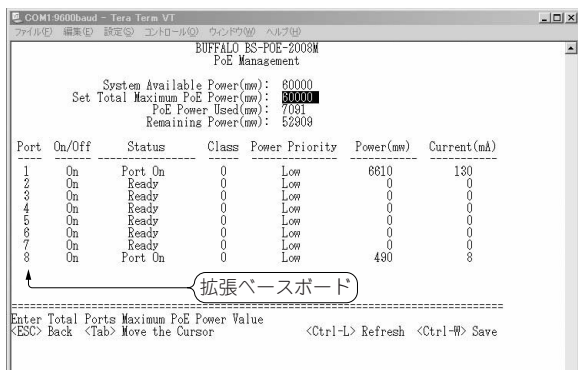 COM1:9600baud - Tera Term VT
ファイル(F) 編集(E) 設定(S) コントロール(O) ウィンドウ(W) ヘルプ(H)
BUFFALO BS-POE-2008M
PoE Management
System Available Power(mw): 60000
Set Total Maximum PoE Power(mw): 60000
PoE Power Used(mw): 7091
Remaining Power(mw): 52909
Port On/Off Status Class Power Priority Power(mw) Current(mA)
1 On Port On 0 Low 6610 130
2 On Ready 0 Low 0 0
3 On Ready 0 Low 0 0
4 On Ready 0 Low 0 0
5 On Ready 0 Low 0 0
6 On Ready 0 Low 0 0
7 On Ready 0 Low 0 0
8 On Port On 0 Low 490 8
拡張ベースボード
Enter Total Ports Maximum PoE Power Value
<ESC> Back <Tab> Move the Cursor <Ctrl-L> Refresh <Ctrl-W> Save